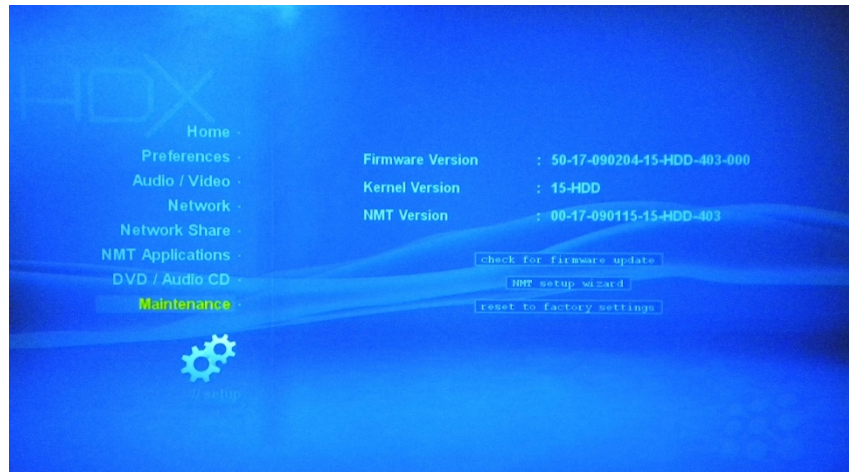 HDX
Home
Preferences
Audio / Video
Network
Network Share
NMT Applications
DVD / Audio CD
Maintenance
// setup
Firmware Version : 50-17-090204-15-HDD-403-000
Kernel Version : 15-HDD
NMT Version : 00-17-090115-15-HDD-403
check for firmware update
NMT setup wizard
reset to factory settings